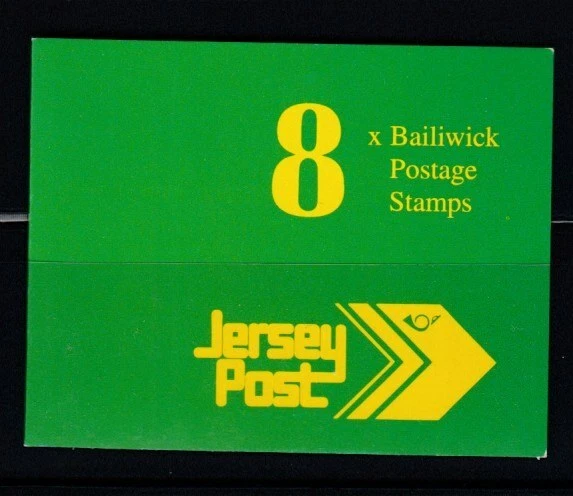 8 x Bailiwick
Postage
Stamps
Jersey
Post